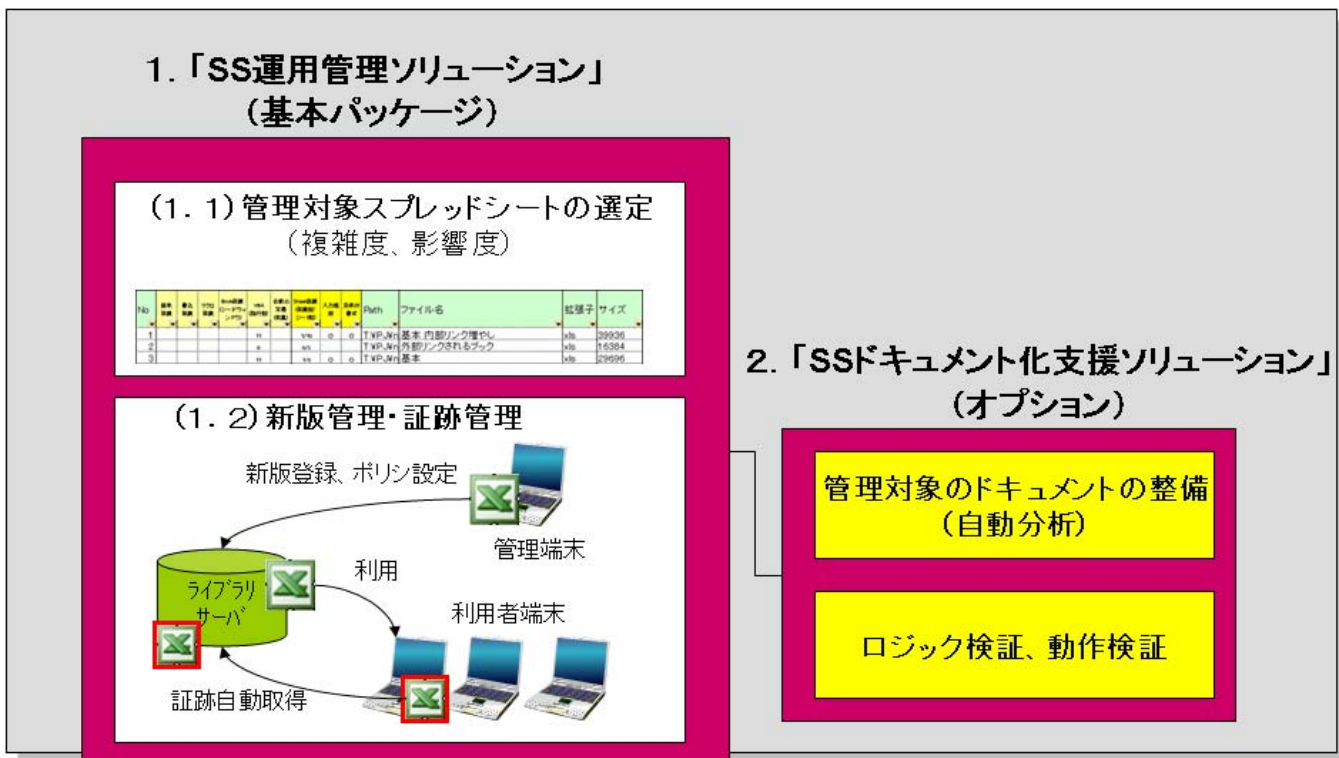 1.「SS運用管理ソリューション」
(基本パッケージ)
(1.1)管理対象スプレッドシートの選定
(複雑度、影響度)
No Path ファイル名 拡張子 サイズ
1 基本 内部リンク増やし xls 39936
2 外部リンクされるブック xls 16384
3 基本 xls 29696
(1.2)新版管理・証跡管理
新版登録、ポリシ設定
管理端末
利用
ライブラリ
サーバ
利用者端末
証跡自動取得
2.「SSドキュメント化支援ソリューション」
(オプション)
管理対象のドキュメントの整備
(自動分析)
ロジック検証、動作検証